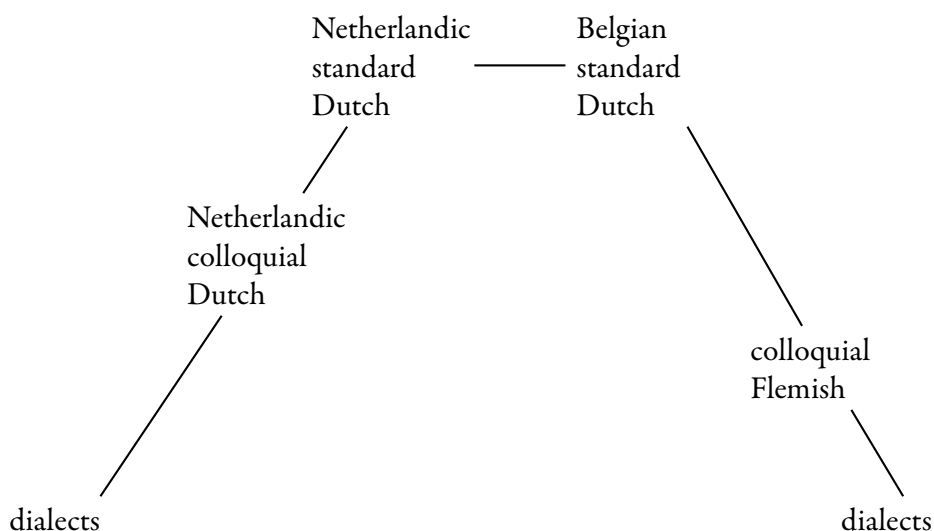 Netherlandic
standard
Dutch
Belgian
standard
Dutch
Netherlandic
colloquial
Dutch
colloquial
Flemish
dialects
dialects